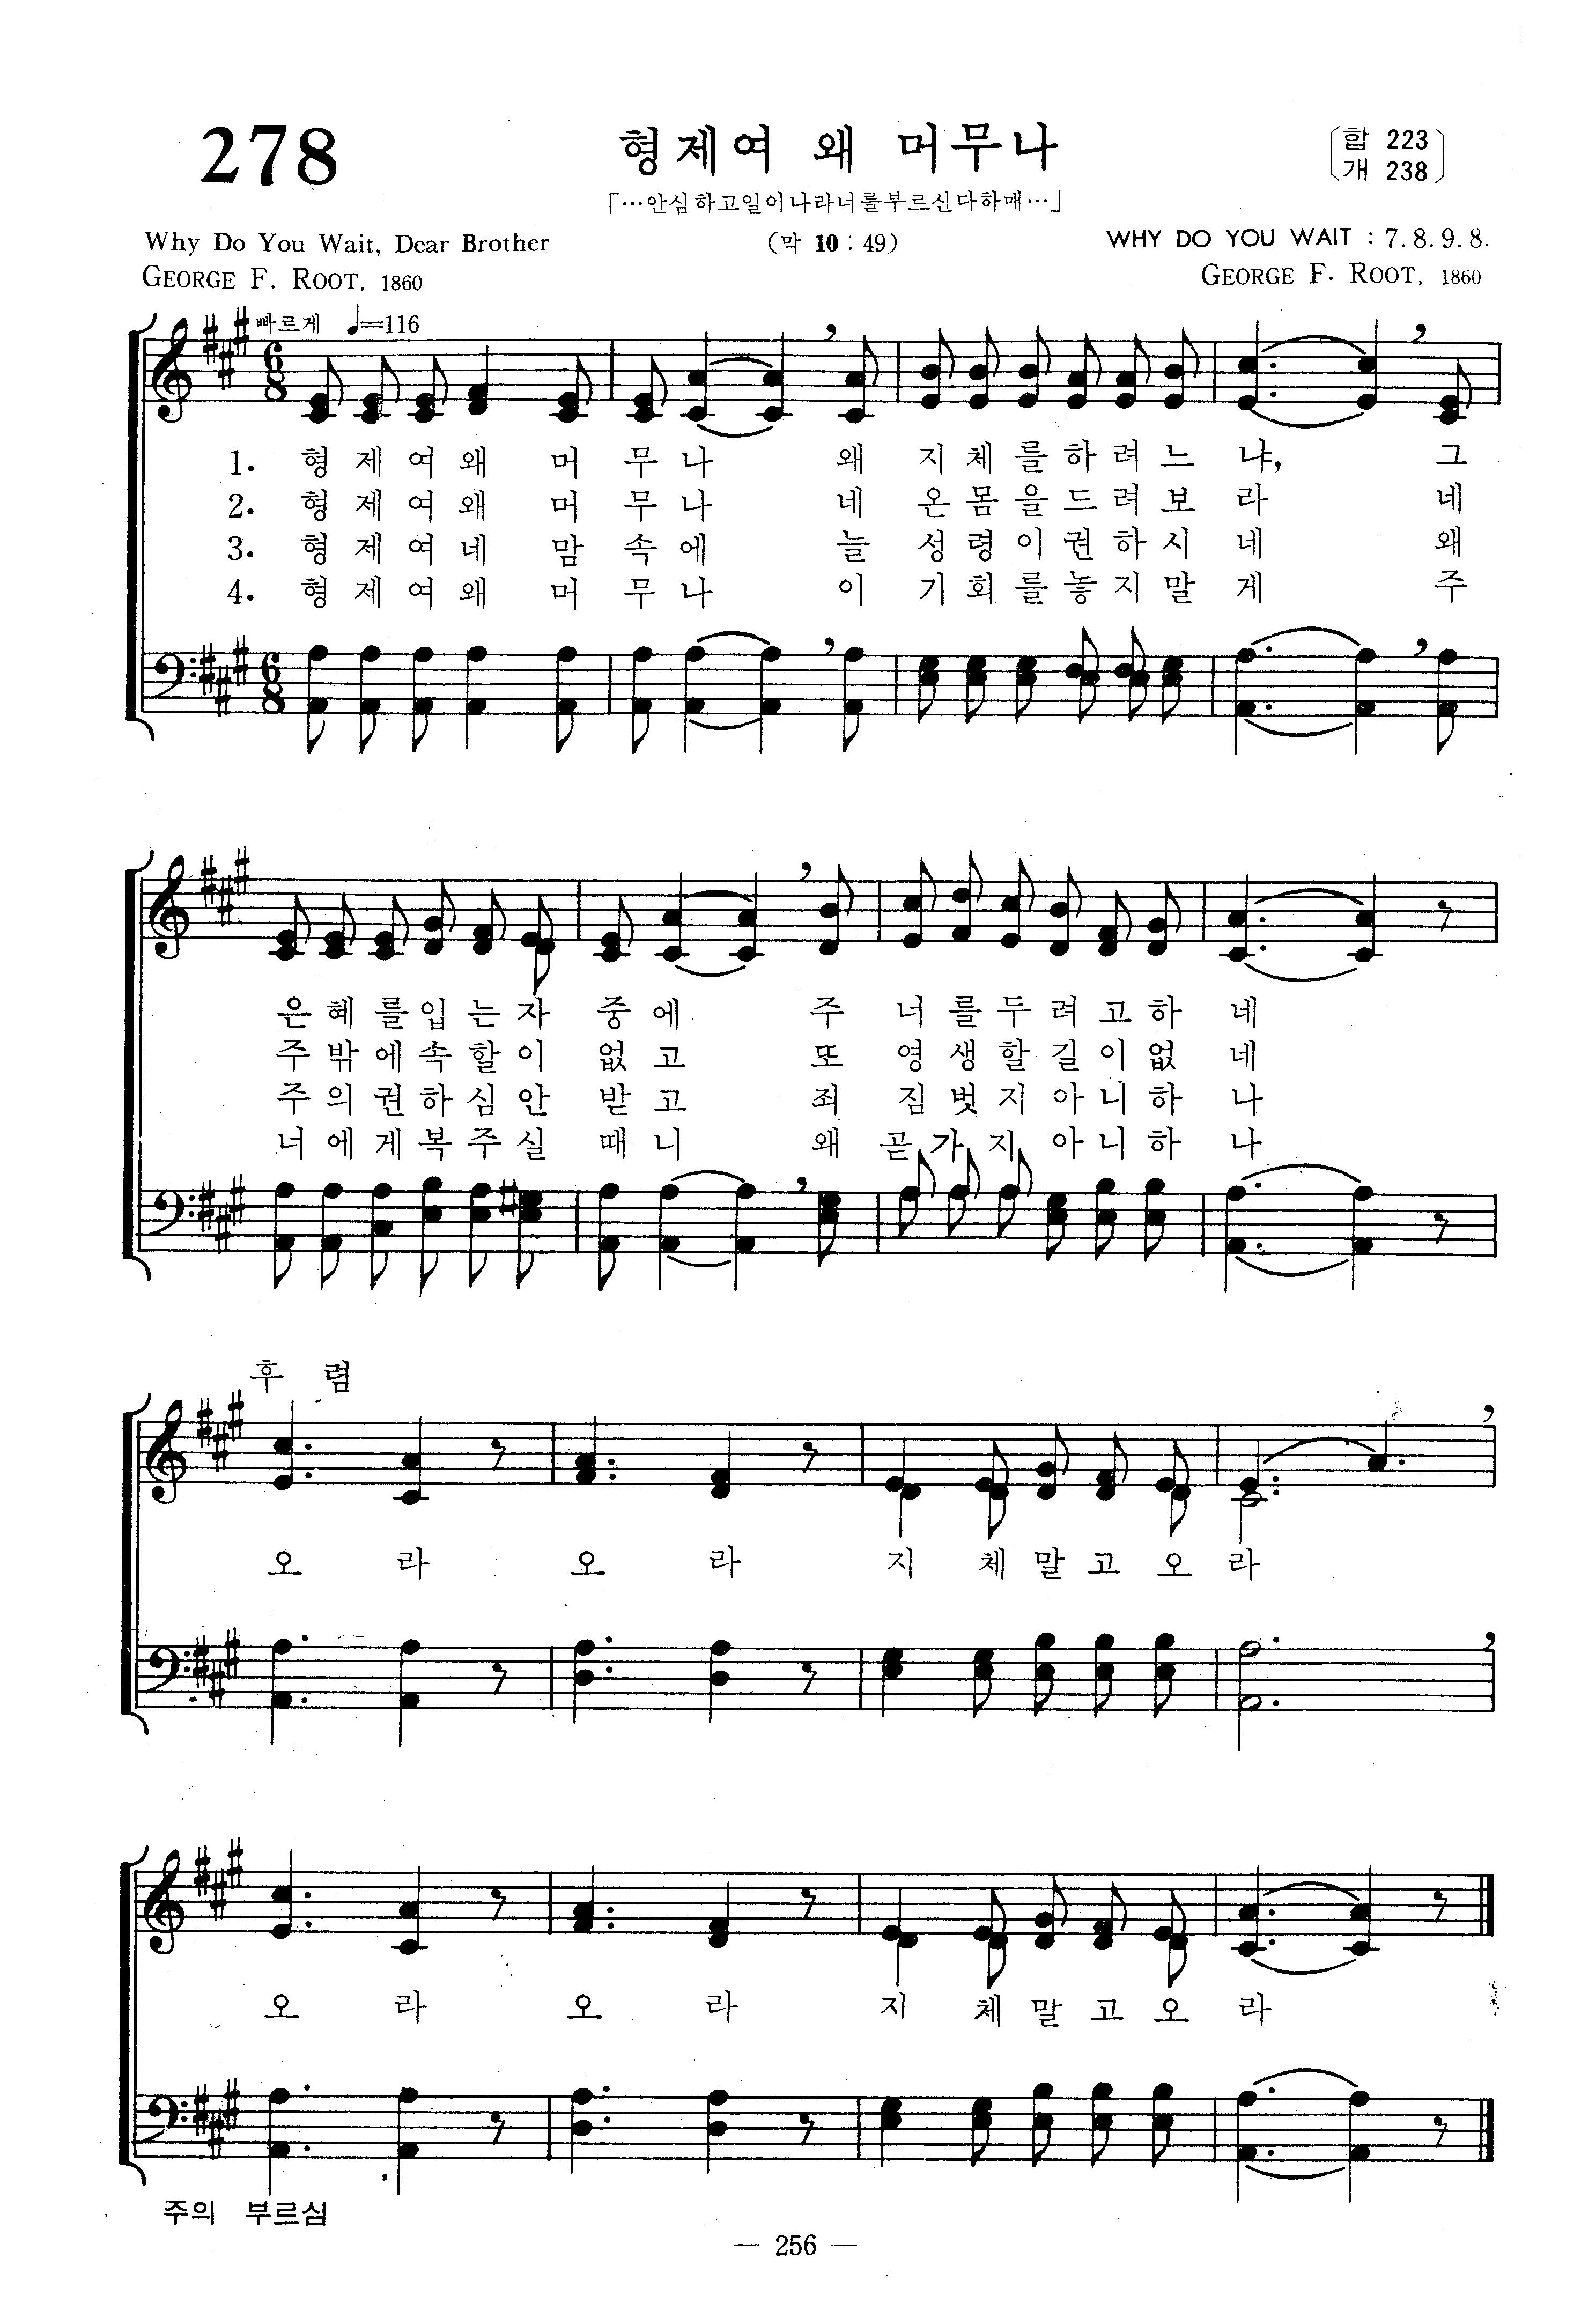 278
형제여 왜 머무나
〔합 223
개 238〕
「…안심하고일어나라너를부르신다하매…」
Why Do You Wait, Dear Brother
(막 10 : 49)
WHY DO YOU WAIT : 7. 8. 9. 8.
GEORGE F. ROOT, 1860
GEORGE F. ROOT, 1860
빠르게 ♩=116
1. 형 제 여 왜 머 무 나 왜 지 체 를 하 려 느 냐, 그
2. 형 제 여 왜 머 무 나 네 온 몸 을 드 려 보 라 네
3. 형 제 여 네 맘 속 에 늘 성 령 이 권 하 시 네 왜
4. 형 제 여 왜 머 무 나 이 기 회 를 놓 지 말 게 주
은 혜 를 입 는 자 중 에 주 너 를 두 려 고 하 네
주 밖 에 속 할 이 없 고 또 영 생 할 길 이 없 네
주 의 권 하 심 안 받 고 죄 짐 벗 지 아 니 하 나
너 에 게 복 주 실 때 니 왜 곧 가 지 아 니 하 나
후 렴
오 라 오 라 지 체 말 고 오 라
오 라 오 라 지 체 말 고 오 라
주의 부르심
— 256 —